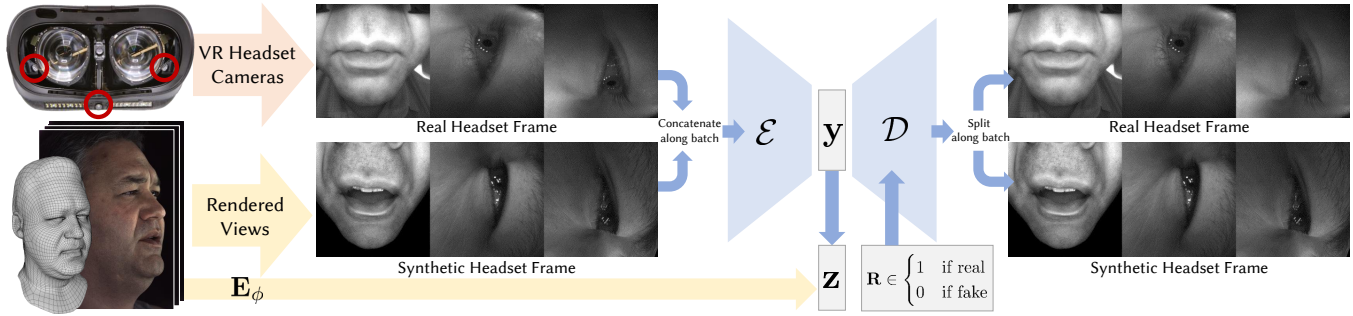 VR Headset
Cameras
Real Headset Frame
Concatenate
along batch
ℰ
y
𝒟
Split
along batch
Rendered
Views
Synthetic Headset Frame
E_ϕ
z
R ∈ { 1 if real
0 if fake
Real Headset Frame
Synthetic Headset Frame